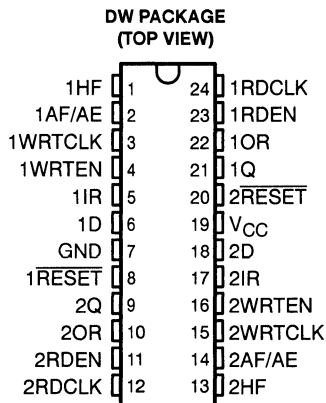 DW PACKAGE
(TOP VIEW)
1HF 1 24 1RDCLK
1AF/AE 2 23 1RDEN
1WRTCLK 3 22 1OR
1WRTEN 4 21 1Q
1IR 5 20 2R̅E̅S̅E̅T̅
1D 6 19 VCC
GND 7 18 2D
1R̅E̅S̅E̅T̅ 8 17 2IR
2Q 9 16 2WRTEN
2OR 10 15 2WRTCLK
2RDEN 11 14 2AF/AE
2RDCLK 12 13 2HF